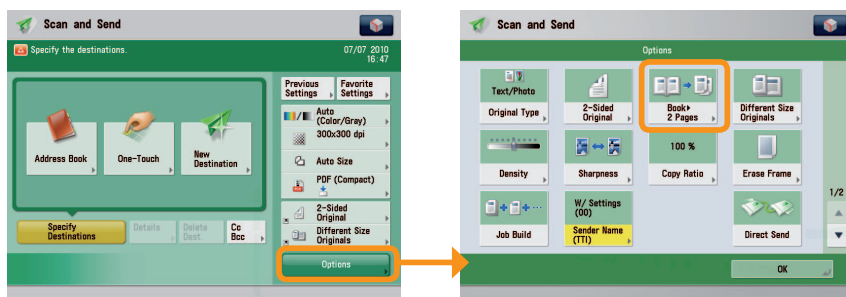 Scan and Send
Specify the destinations.
07/07 2010
16:47
Address Book
One-Touch
New
Destination
Specify
Destinations
Details
Delete
Dest.
Cc
Bcc
Previous
Settings
Favorite
Settings
Auto
(Color/Gray)
300x300 dpi
Auto Size
PDF (Compact)
2-Sided
Original
Different Size
Originals
Options
Scan and Send
Options
Text/Photo
Original Type
2-Sided
Original
Book▶
2 Pages
Different Size
Originals
Density
Sharpness
100 %
Copy Ratio
Erase Frame
Job Build
W/ Settings
(00)
Sender Name
(TTI)
Direct Send
1/2
OK